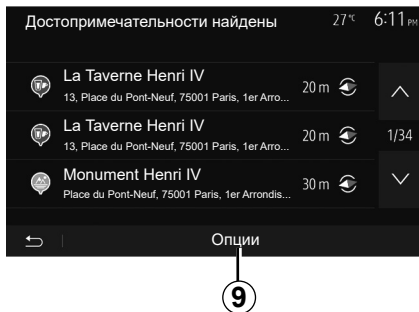 Достопримечательности найдены 27°C 6:11 PM
La Taverne Henri IV
13, Place du Pont-Neuf, 75001 Paris, 1er Arro... 20 m
La Taverne Henri IV
13, Place du Pont-Neuf, 75001 Paris, 1er Arro... 20 m
1/34
Monument Henri IV
Place du Pont-Neuf, 75001 Paris, 1er Arrondis... 30 m
Опции
9